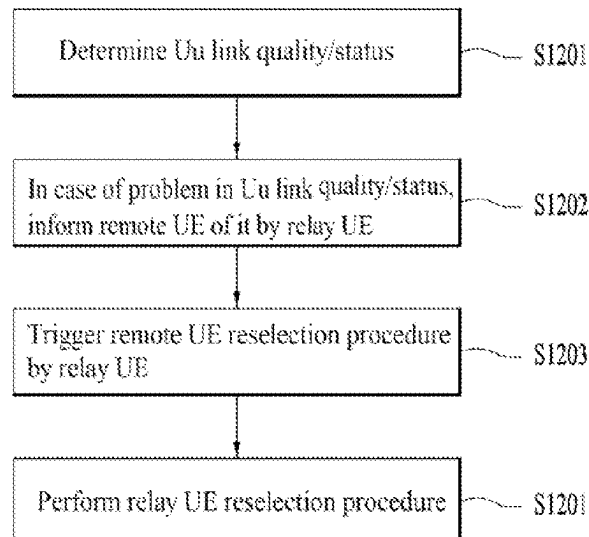 Determine Uu link quality/status
S1201
In case of problem in Uu link quality/status,
inform remote UE of it by relay UE
S1202
Trigger remote UE reselection procedure
by relay UE
S1203
Perform relay UE reselection procedure
S1201